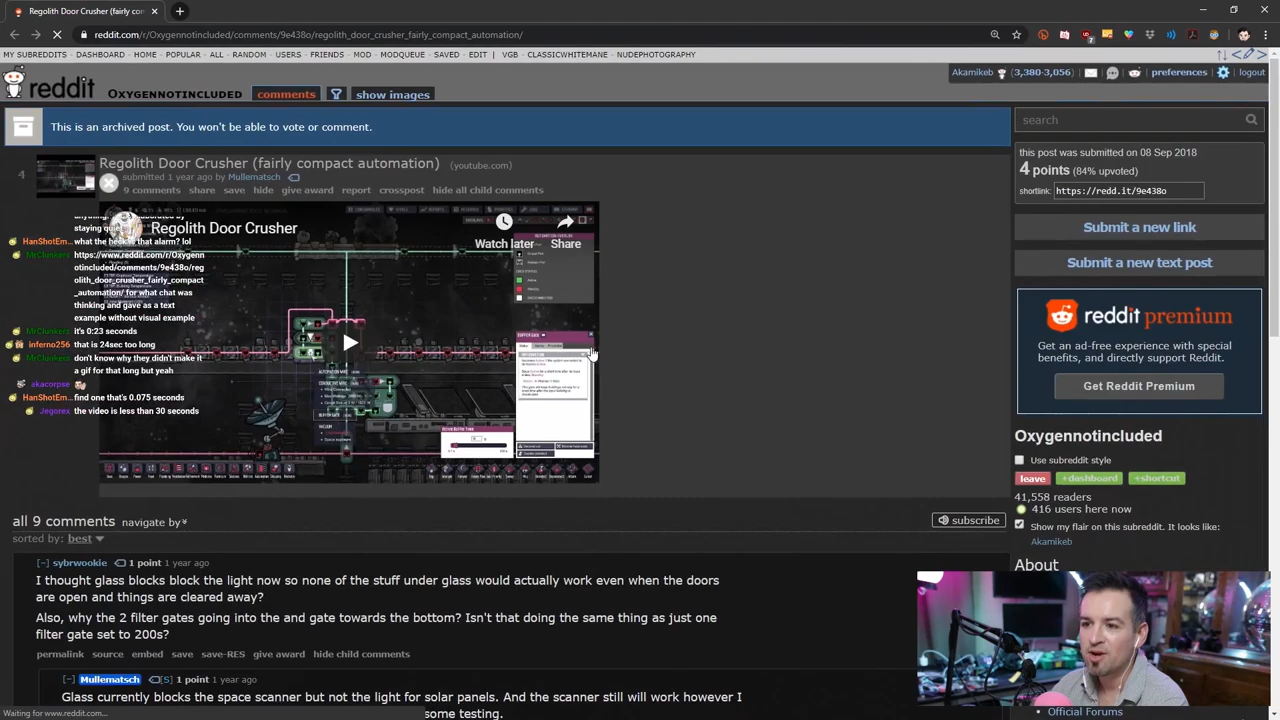 Regolith Door Crusher (fairly com
reddit.com/r/Oxygennotincluded/comments/9e438o/regolith_door_crusher_fairly_compact_automation/
MY SUBREDDITS - DASHBOARD - HOME - POPULAR - ALL - RANDOM - USERS - FRIENDS - MOD - MODQUEUE - SAVED - EDIT | VGB - CLASSICWHITEMANE - NUDEPHOTOGRAPHY
reddit OXYGENNOTINCLUDED comments show images
Akamikeb (3,380-3,056) preferences logout
This is an archived post. You won't be able to vote or comment.
search
4
Regolith Door Crusher (fairly compact automation) (youtube.com)
submitted 1 year ago by Mullematsch
9 comments share save hide give award report crosspost hide all child comments
this post was submitted on 08 Sep 2018
4 points (84% upvoted)
shortlink: https://redd.it/9e438o
Regolith Door Crusher
Watch later Share
staying quiet
HanShotEm... what the heck is that alarm? lol
MrClunkers https://www.reddit.com/r/Oxygenn
otincluded/comments/9e438o/reg
olith_door_crusher_fairly_compact
_automation/ for what chat was
thinking and gave as a text
example without visual example
MrClunkers it's 0:23 seconds
inferno256 that is 24sec too long
MrClunkers don't know why they didn't make it
a gif for that long but yeah
akacorpse
HanShotEm... fine that's 0:22 seconds
Jegorex the video is less than 30 seconds
Submit a new link
Submit a new text post
reddit premium
Get an ad-free experience with
special benefits, and directly support
Reddit.
Get Reddit Premium
Oxygennotincluded
Use subreddit style
leave +dashboard +shortcut
41,558 readers
416 users here now
Show my flair on this subreddit. It looks like:
Akamikeb
About
all 9 comments navigate by
subscribe
sorted by: best
[-] sybrwookie 1 point 1 year ago
I thought glass blocks block the light now so none of the stuff under glass would actually work even when the doors
are open and things are cleared away?
Also, why the 2 filter gates going into the and gate towards the bottom? Isn't that doing the same thing as just one
filter gate set to 200s?
permalink source embed save save-RES give award hide child comments
[-] Mullematsch [S] 1 point 1 year ago
Glass currently blocks the space scanner but not the light for solar panels. And the scanner still will work however I
some testing.
Waiting for www.reddit.com...
Official Forums